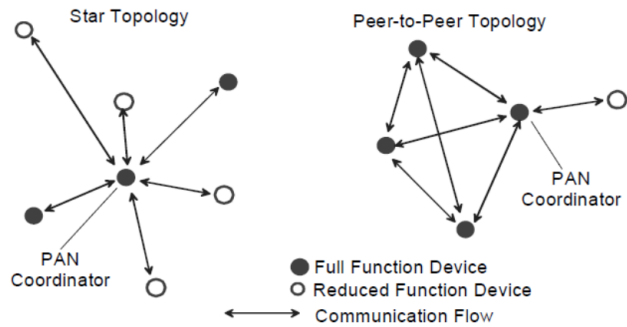 Star Topology
Peer-to-Peer Topology
PAN
Coordinator
PAN
Coordinator
Full Function Device
Reduced Function Device
Communication Flow